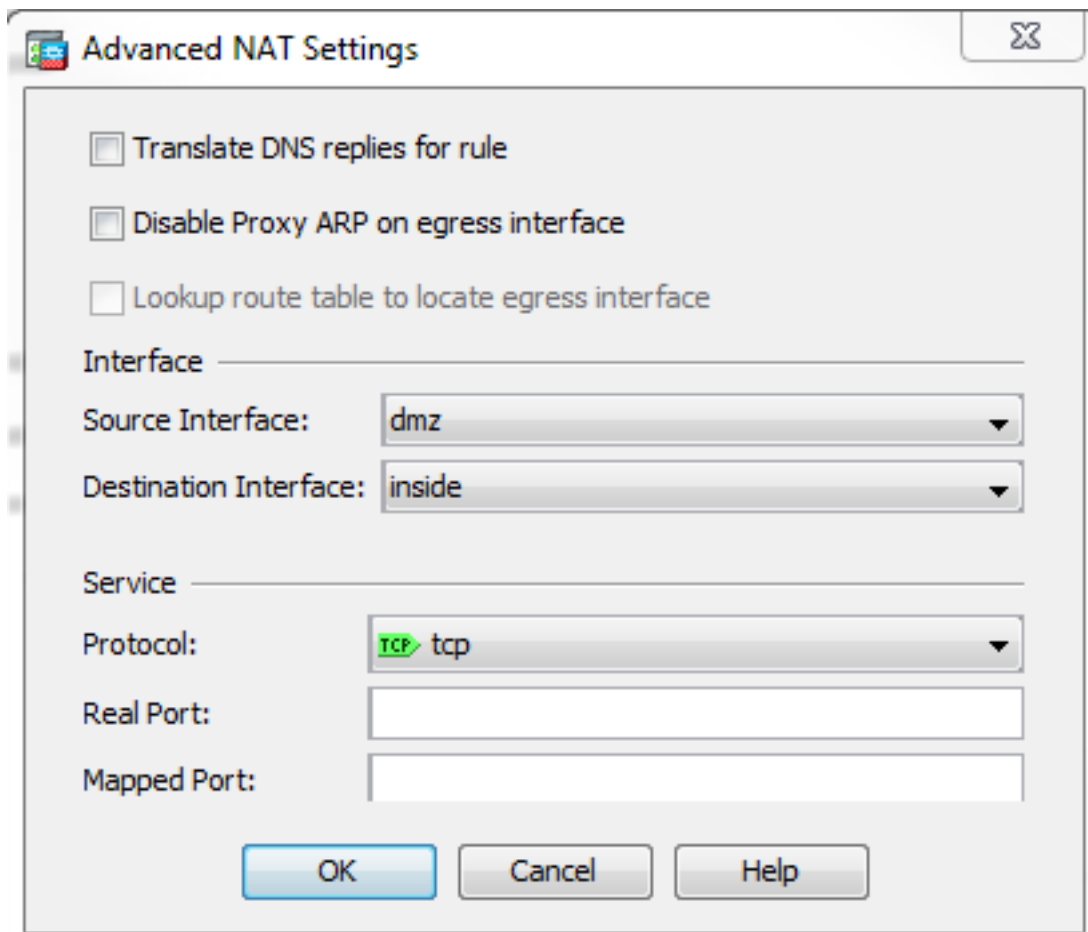 Advanced NAT Settings
Translate DNS replies for rule
Disable Proxy ARP on egress interface
Lookup route table to locate egress interface
Interface
Source Interface: dmz
Destination Interface: inside
Service
Protocol: TCP tcp
Real Port:
Mapped Port:
OK Cancel Help